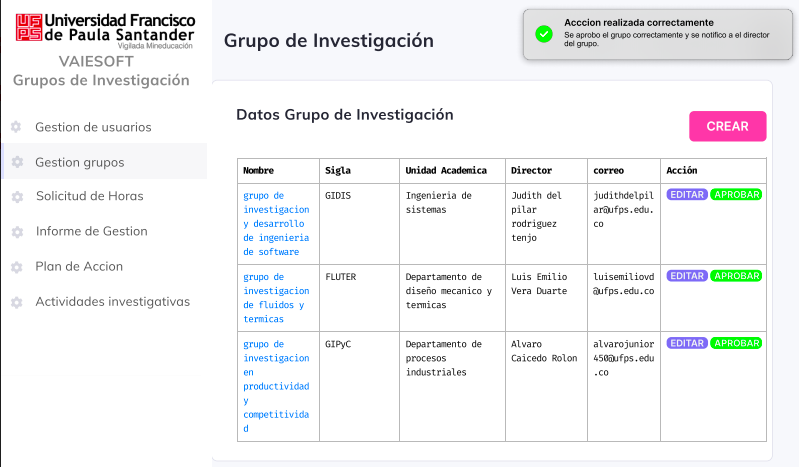 Universidad Francisco
de Paula Santander
Vigilada Mineducación
UFPS
VAIESOFT
Grupos de Investigación
Gestion de usuarios
Gestion grupos
Solicitud de Horas
Informe de Gestion
Plan de Accion
Actividades investigativas
Grupo de Investigación
Acccion realizada correctamente
Se aprobo el grupo correctamente y se notifico a el director
del grupo.
Datos Grupo de Investigación
CREAR
Nombre Sigla Unidad Academica Director correo Acción
grupo de
investigacion
y desarrollo
de ingenieria
de software
GIDIS
Ingenieria de
sistemas
Judith del
pilar
rodriguez
tenjo
judithdelpil
ar@ufps.edu.
co
EDITAR APROBAR
grupo de
investigacion
de fluidos y
termicas
FLUTER
Departamento de
diseño mecanico y
termicas
Luis Emilio
Vera Duarte
luisemiliovd
@ufps.edu.co
EDITAR APROBAR
grupo de
investigacion
en
productividad
y
competitivida
d
GIPyC
Departamento de
procesos
industriales
Alvaro
Caicedo Rolon
alvarojunior
450@ufps.edu
.co
EDITAR APROBAR